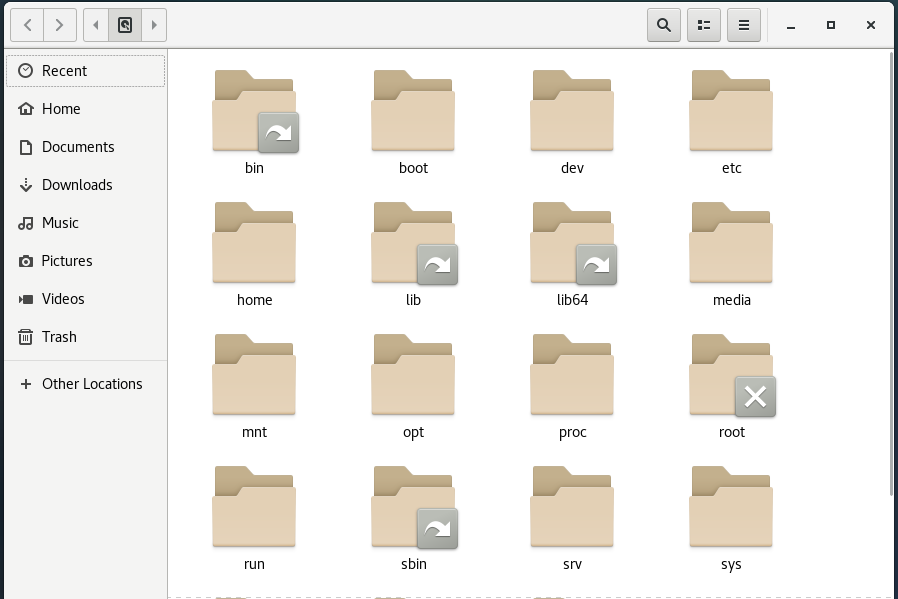 Recent
Home
Documents
Downloads
Music
Pictures
Videos
Trash
Other Locations
bin boot dev etc
home lib lib64 media
mnt opt proc root
run sbin srv sys